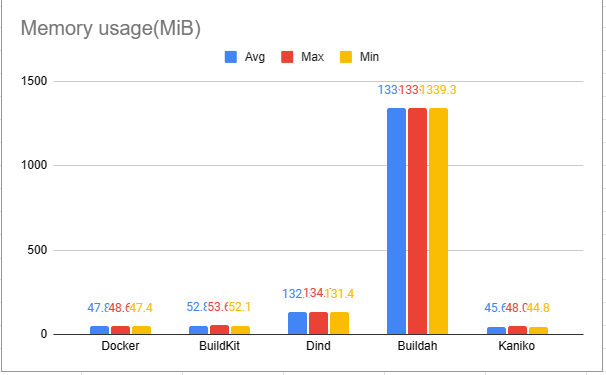 Memory usage(MiB)
Avg Max Min
1500
1000
500
0
47.8 48.6 47.4
52.8 53.6 52.1
131.4
1339.3
45.6 48.0 44.8
Docker BuildKit Dind Buildah Kaniko